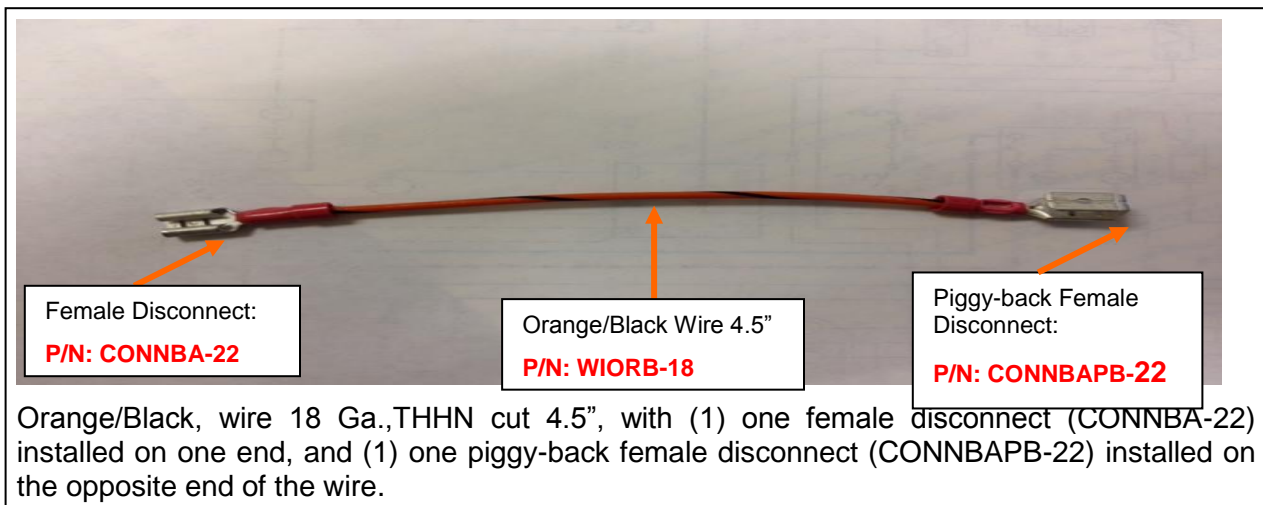 Female Disconnect:
P/N: CONNBA-22
Orange/Black Wire 4.5”
P/N: WIORB-18
Piggy-back Female
Disconnect:
P/N: CONNBAPB-22
Orange/Black, wire 18 Ga.,THHN cut 4.5”, with (1) one female disconnect (CONNBA-22)
installed on one end, and (1) one piggy-back female disconnect (CONNBAPB-22) installed on
the opposite end of the wire.